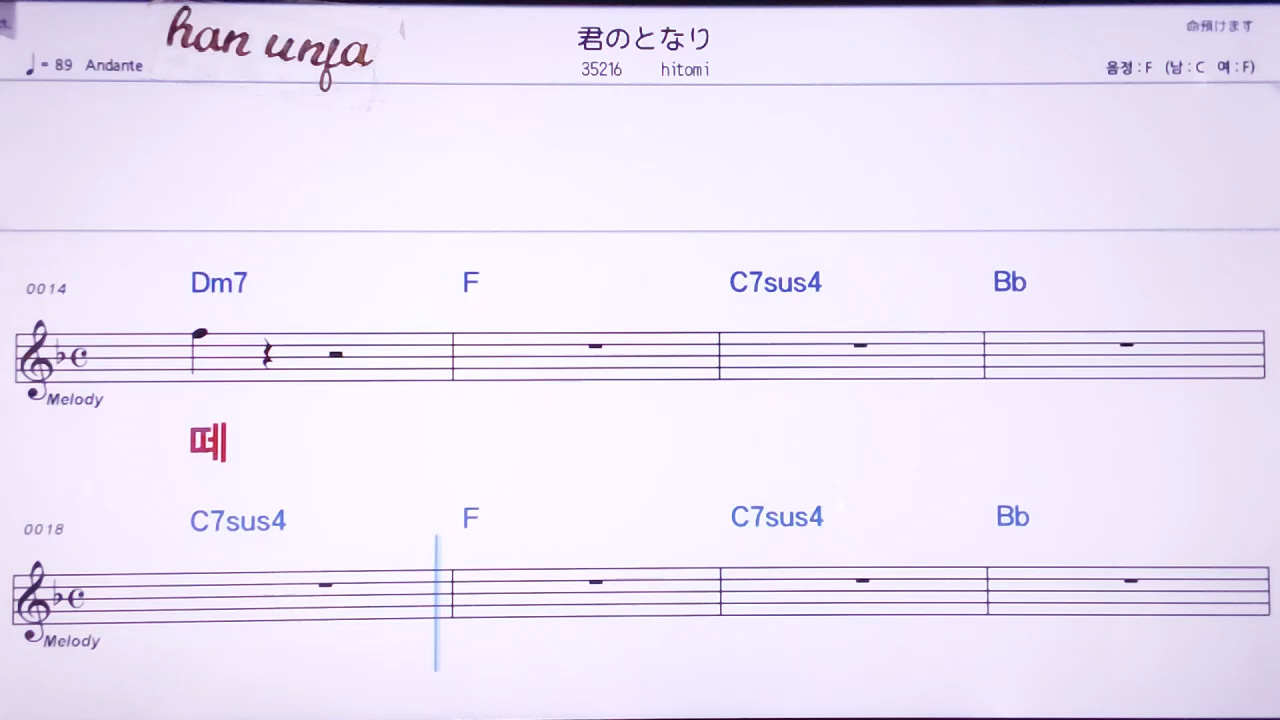 han unfa
君のとなり
命預けます
♩= 89 Andante
35216 hitomi
음정 : F (남 : C 여 : F)
0014
Dm7 F C7sus4 Bb
Melody
떼
0018
C7sus4 F C7sus4 Bb
Melody